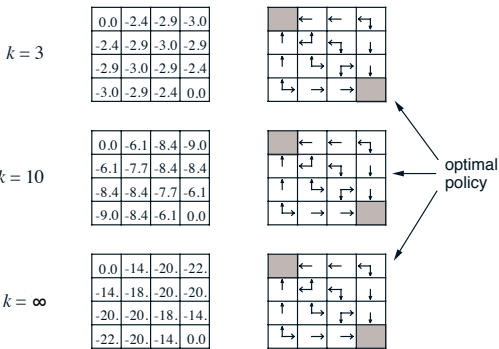 0.0 -2.4 -2.9 -3.0
k = 3
-2.4 -2.9 -3.0 -2.9
-2.9 -3.0 -2.9 -2.4
-3.0 -2.9 -2.4 0.0
0.0 -6.1 -8.4 -9.0
k = 10
-6.1 -7.7 -8.4 -8.4
-8.4 -8.4 -7.7 -6.1
-9.0 -8.4 -6.1 0.0
optimal
policy
0.0 -14. -20. -22.
k = ∞
-14. -18. -20. -20.
-20. -20. -18. -14.
-22. -20. -14. 0.0